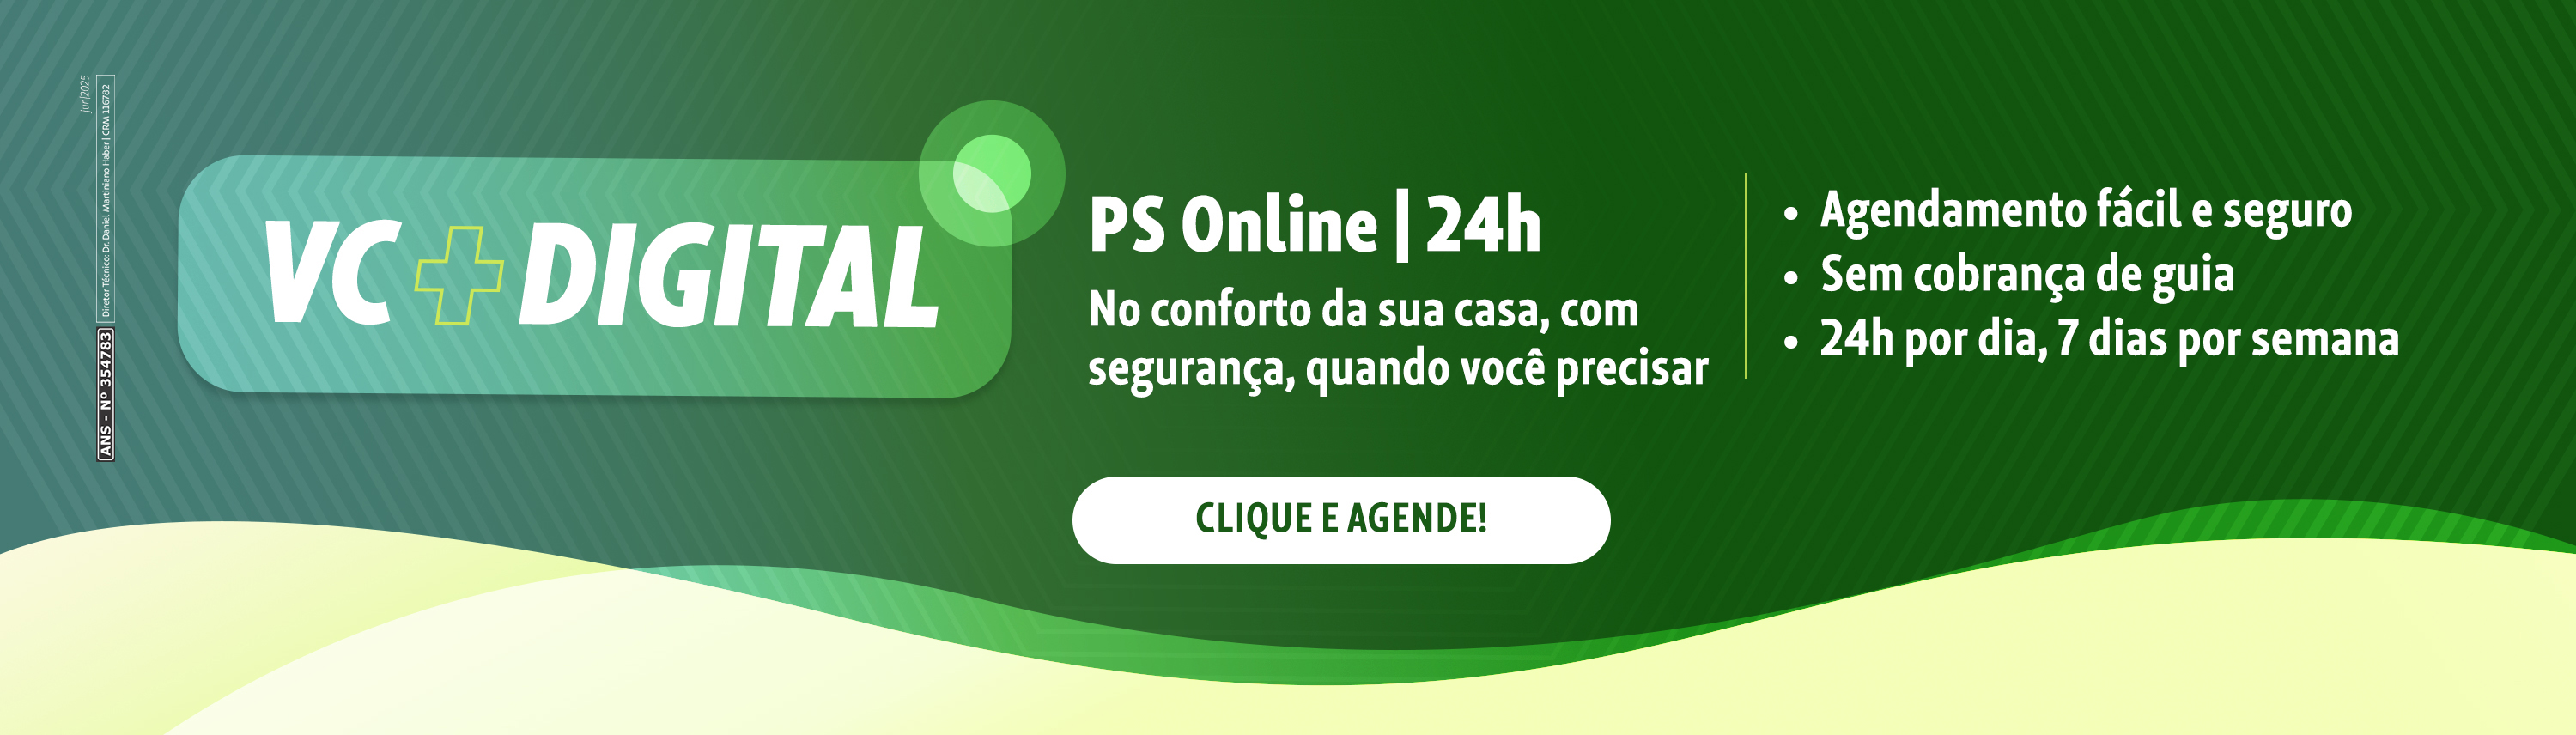 jun|2025
Diretor Técnico: Dr. Daniel Martiniano Haber | CRM 116782
ANS - Nº 354783
VC + DIGITAL
PS Online | 24h
No conforto da sua casa, com
segurança, quando você precisar
• Agendamento fácil e seguro
• Sem cobrança de guia
• 24h por dia, 7 dias por semana
CLIQUE E AGENDE!